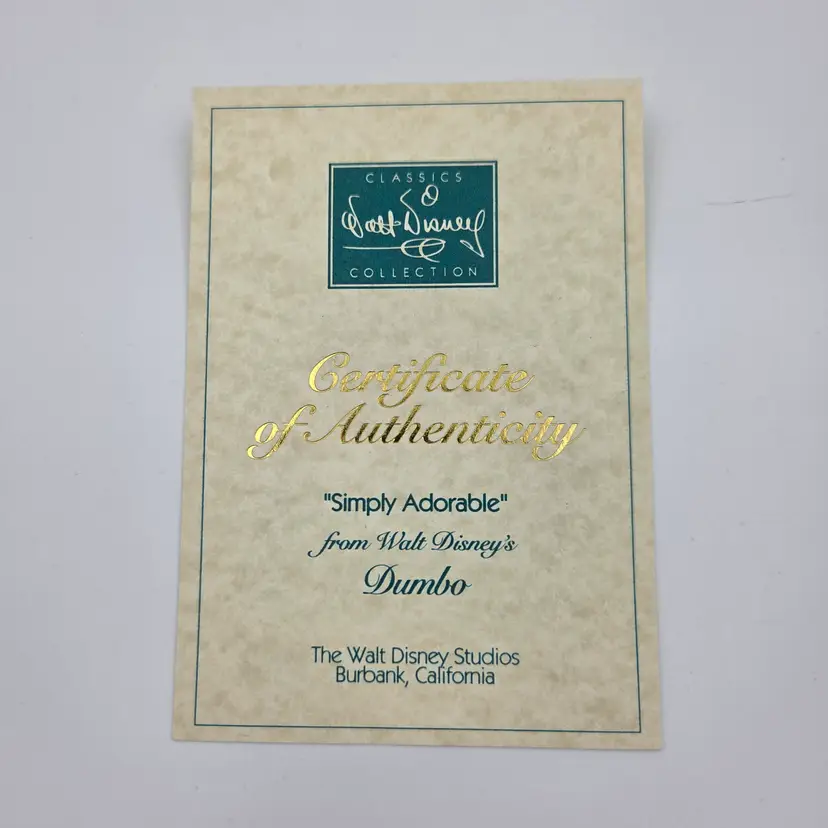 CLASSICS
Walt Disney
COLLECTION
Certificate
of Authenticity
"Simply Adorable"
from Walt Disney's
Dumbo
The Walt Disney Studios
Burbank, California